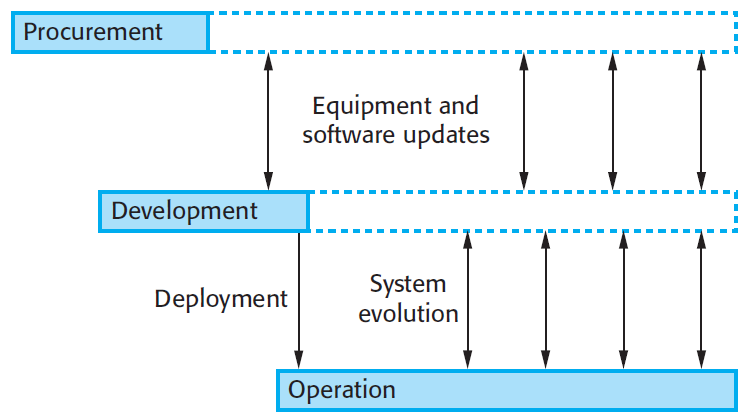 Procurement
Equipment and
software updates
Development
Deployment
System
evolution
Operation